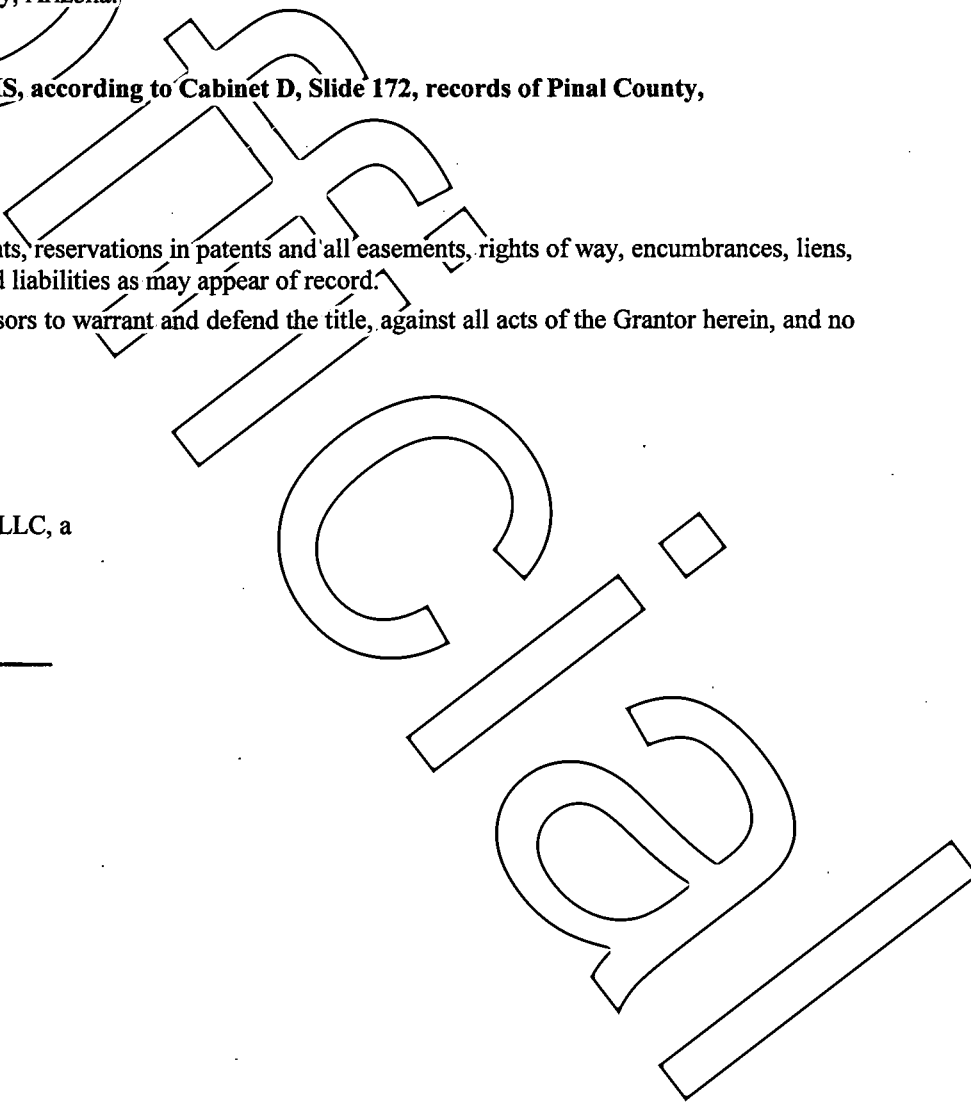 y, Arizona.
S, according to Cabinet D, Slide 172, records of Pinal County,
ts, reservations in patents and all easements, rights of way, encumbrances, liens,
d liabilities as may appear of record.
sors to warrant and defend the title, against all acts of the Grantor herein, and no
LLC, a
official